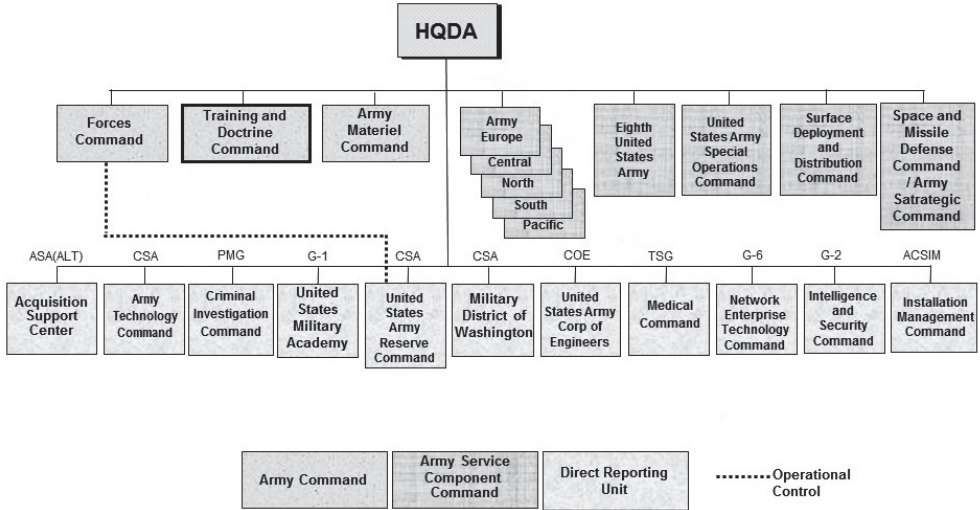 HQDA
Forces
Command
Training and
Doctrine
Command
Army
Materiel
Command
Army
Europe
Central
North
South
Pacific
Eighth
United
States
Army
United
States Army
Special
Operations
Command
Surface
Deployment
and
Distribution
Command
Space and
Missile
Defense
Command
/ Army
Satrategic
Command
ASA(ALT)
CSA
PMG
G-1
CSA
CSA
COE
TSG
G-6
G-2
ACSIM
Acquisition
Support
Center
Army
Technology
Command
Criminal
Investigation
Command
United
States
Military
Academy
United
States
Army
Reserve
Command
Military
District of
Washington
United
States Army
Corp of
Engineers
Medical
Command
Network
Enterprise
Technology
Command
Intelligence
and
Security
Command
Installation
Management
Command
Army Command
Army Service
Component
Command
Direct Reporting
Unit
Operational
Control